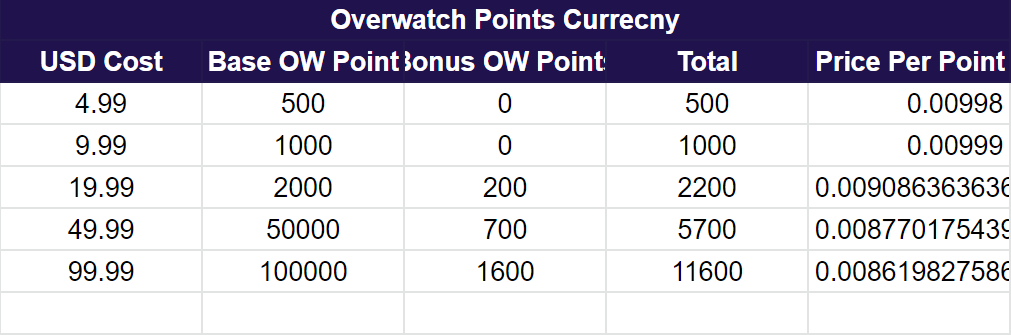 Overwatch Points Currecny
USD Cost Base OW Point Bonus OW Points Total Price Per Point
4.99 500 0 500 0.00998
9.99 1000 0 1000 0.00999
19.99 2000 200 2200 0.009086363636
49.99 50000 700 5700 0.008770175439
99.99 100000 1600 11600 0.008619827586